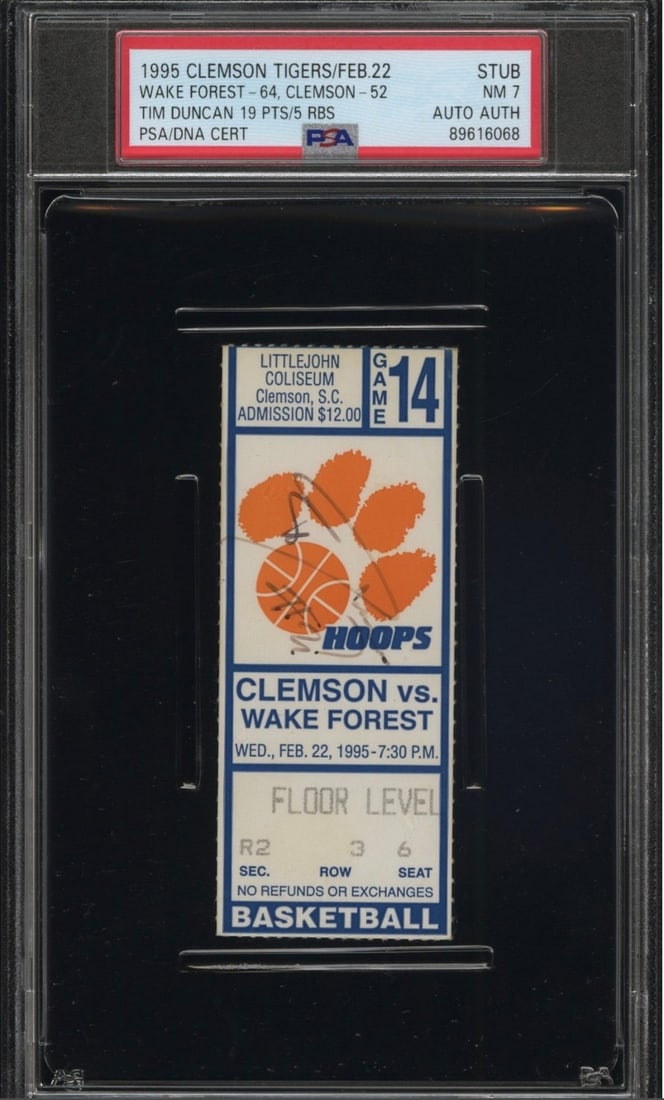 1995 CLEMSON TIGERS/FEB.22 STUB
WAKE FOREST-64, CLEMSON-52 NM 7
TIM DUNCAN 19 PTS/5 RBS AUTO AUTH
PSA/DNA CERT PSA 89616068
LITTLEJOHN
COLISEUM
Clemson, S.C.
ADMISSION $12.00
GAME
14
HOOPS
CLEMSON vs.
WAKE FOREST
WED., FEB. 22, 1995-7:30 P.M.
FLOOR LEVEL
R2 3 6
SEC. ROW SEAT
NO REFUNDS OR EXCHANGES
BASKETBALL